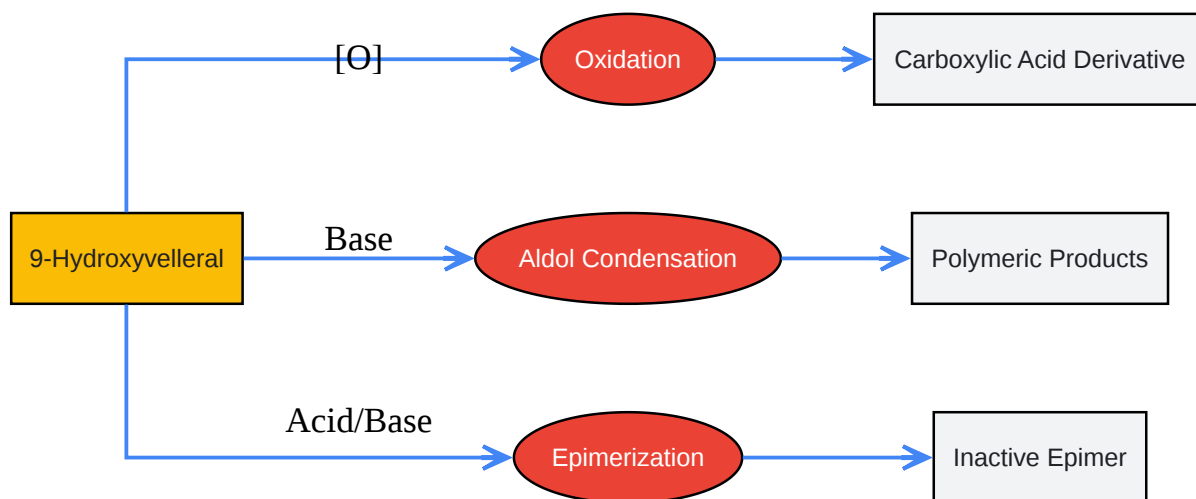 [O]
Oxidation
Carboxylic Acid Derivative
9-Hydroxyvelleral
Base
Aldol Condensation
Polymeric Products
Acid/Base
Epimerization
Inactive Epimer